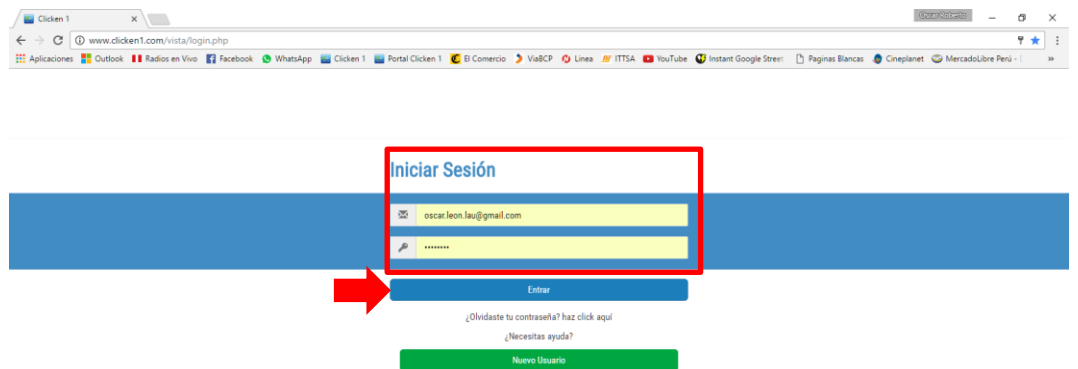 Clicken 1
Oscar Roberto
www.clicken1.com/vista/login.php
Aplicaciones Outlook Radios en Vivo Facebook WhatsApp Clicken 1 Portal Clicken 1 El Comercio ViaBCP Linea ITTSA YouTube Instant Google Street Paginas Blancas Cineplanet MercadoLibre Perú - »
Iniciar Sesión
oscar.leon.lau@gmail.com
••••••••
Entrar
¿Olvidaste tu contraseña? haz click aquí
¿Necesitas ayuda?
Nuevo Usuario